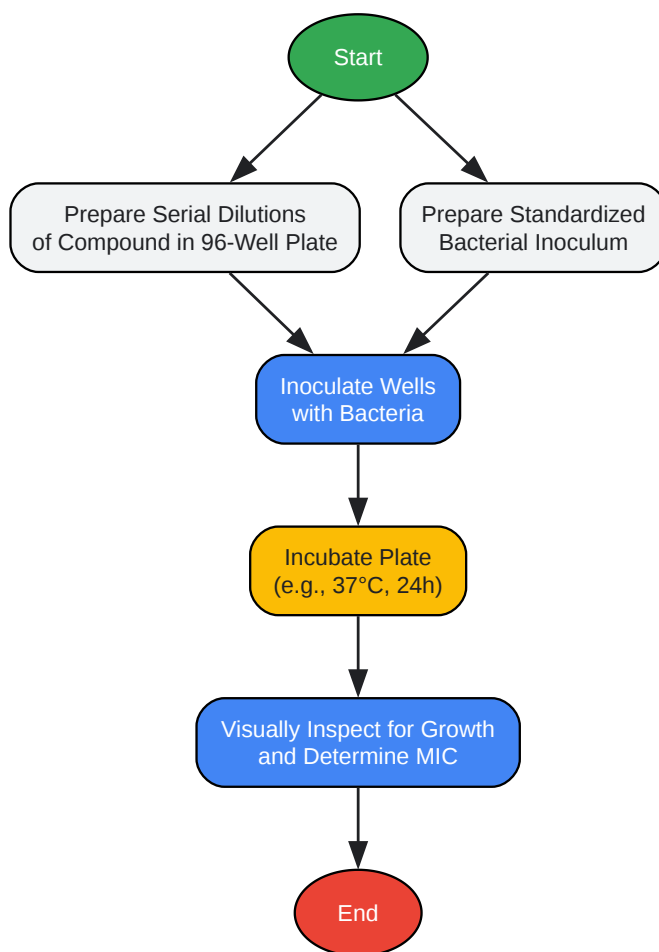 Start
Prepare Serial Dilutions
of Compound in 96-Well Plate
Prepare Standardized
Bacterial Inoculum
Inoculate Wells
with Bacteria
Incubate Plate
(e.g., 37°C, 24h)
Visually Inspect for Growth
and Determine MIC
End